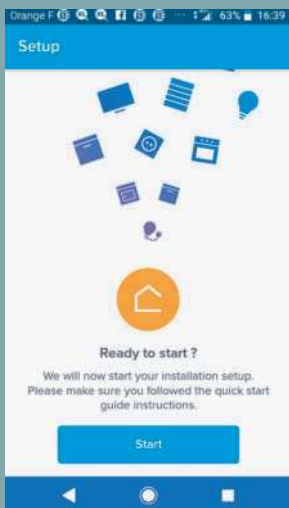 Orange F 63% 16:39
Setup
Ready to start ?
We will now start your installation setup.
Please make sure you followed the quick start
guide instructions.
Start